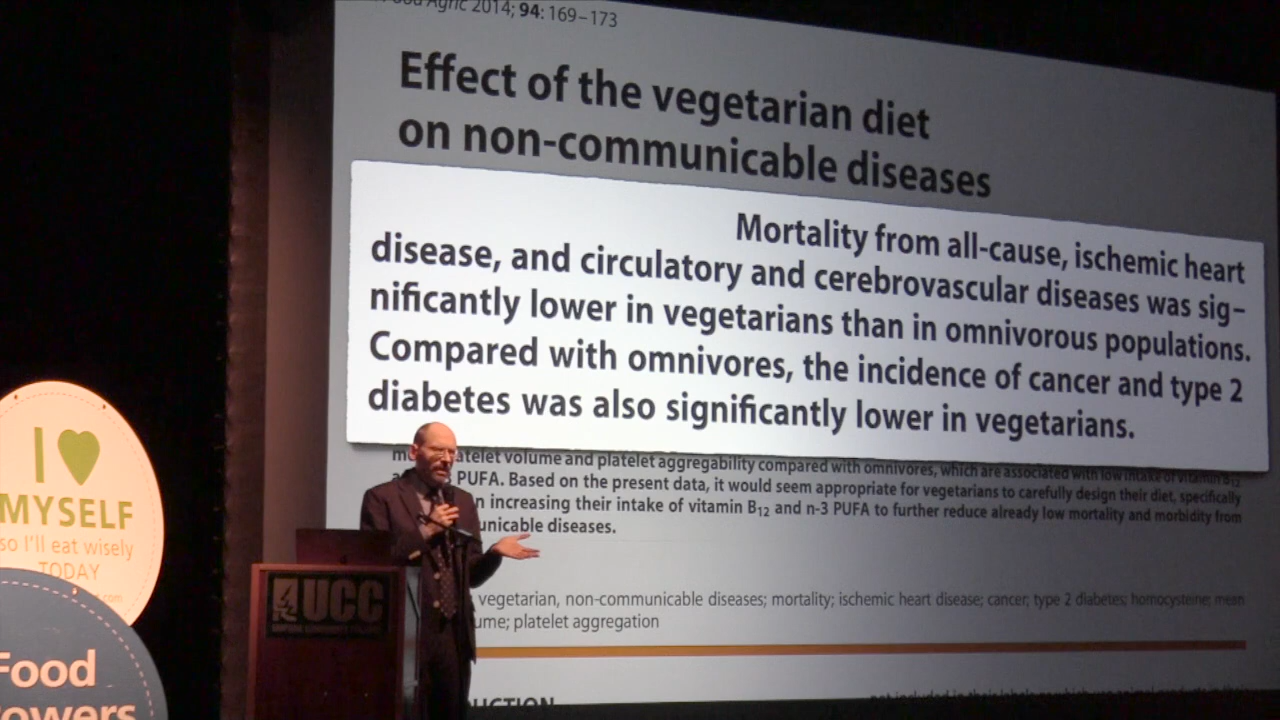 Agric 2014; 94: 169–173
Effect of the vegetarian diet
on non-communicable diseases
Mortality from all-cause, ischemic heart
disease, and circulatory and cerebrovascular diseases was sig–
nificantly lower in vegetarians than in omnivorous populations.
Compared with omnivores, the incidence of cancer and type 2
diabetes was also significantly lower in vegetarians.
atelet volume and platelet aggregability compared with omnivores, which are associated with low intake of vitamin B12
PUFA. Based on the present data, it would seem appropriate for vegetarians to carefully design their diet, specifically
n increasing their intake of vitamin B12 and n-3 PUFA to further reduce already low mortality and morbidity from
unicable diseases.
vegetarian, non-communicable diseases; mortality; ischemic heart disease; cancer; type 2 diabetes; homocysteine; mean
ume; platelet aggregation
UCTION
I
MYSELF
so I'll eat wisely
TODAY
UCC
Food
owers